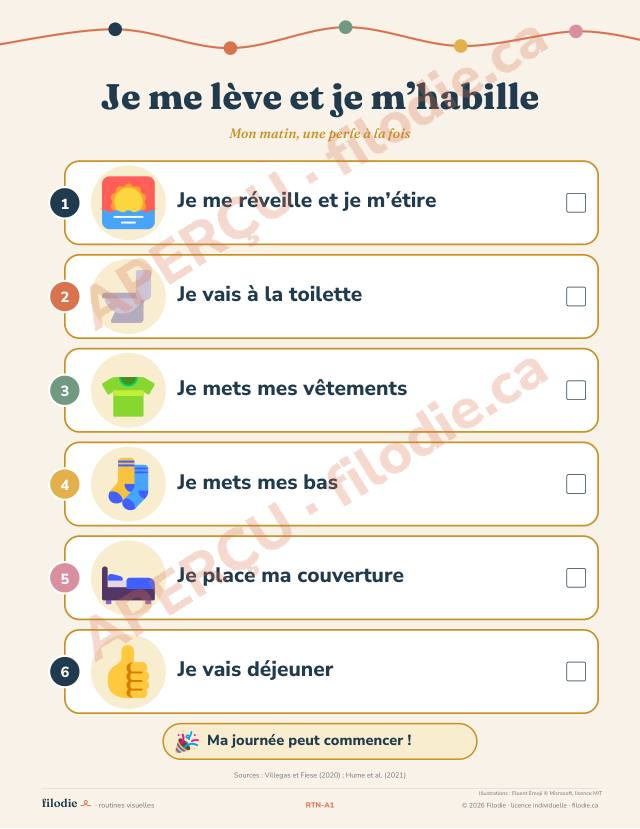 Je me lève et je m'habille
Mon matin, une perle à la fois
1 Je me réveille et je m'étire
2 Je vais à la toilette
3 Je mets mes vêtements
4 Je mets mes bas
5 Je place ma couverture
6 Je vais déjeuner
Ma journée peut commencer !
Sources : Villegas et Fiese (2020) ; Hume et al. (2021)
Illustrations : Fluent Emoji © Microsoft, licence MIT
filodie · routines visuelles
RTN-A1
© 2026 Filodie · licence individuelle · filodie.ca
APERÇU · filodie.ca
APERÇU · filodie.ca